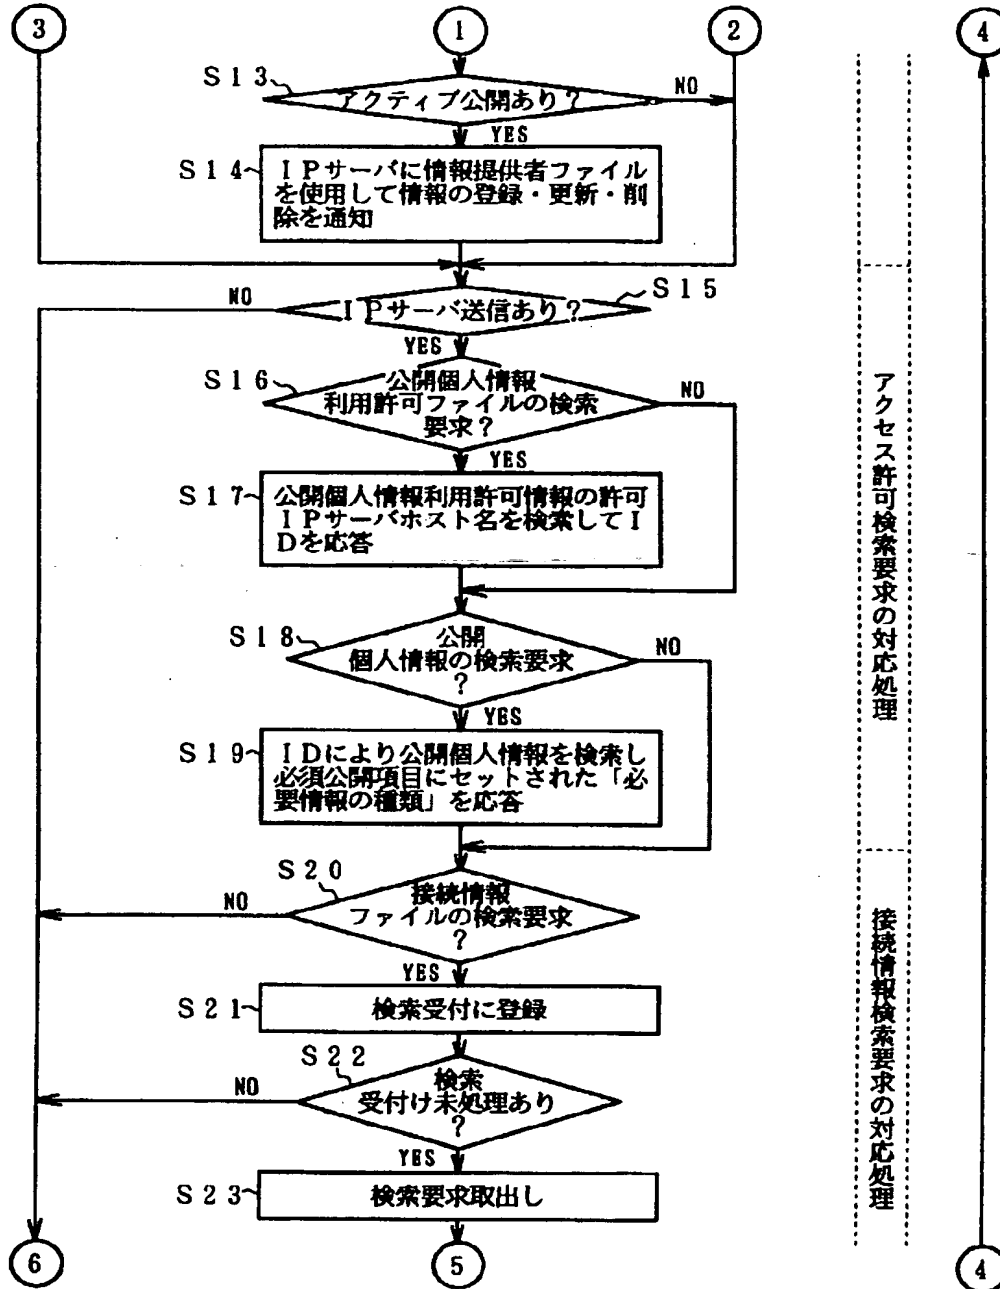 3
1
2
4
S13
アクティブ公開あり?
NO
YES
S14
IPサーバに情報提供者ファイル
を使用して情報の登録・更新・削
除を通知
S15
IPサーバ送信あり?
NO
YES
S16
公開個人情報
利用許可ファイルの検索
要求?
NO
YES
S17
公開個人情報利用許可情報の許可
IPサーバホスト名を検索してI
Dを応答
S18
公開
個人情報の検索要求
?
NO
YES
S19
IDにより公開個人情報を検索し
必須公開項目にセットされた「必
要情報の種類」を応答
アクセス許可検索要求の対応処理
S20
接続情報
ファイルの検索要求
?
NO
YES
S21
検索受付に登録
S22
検索
受付け未処理あり
?
NO
YES
S23
検索要求取出し
接続情報検索要求の対応処理
6
5
4